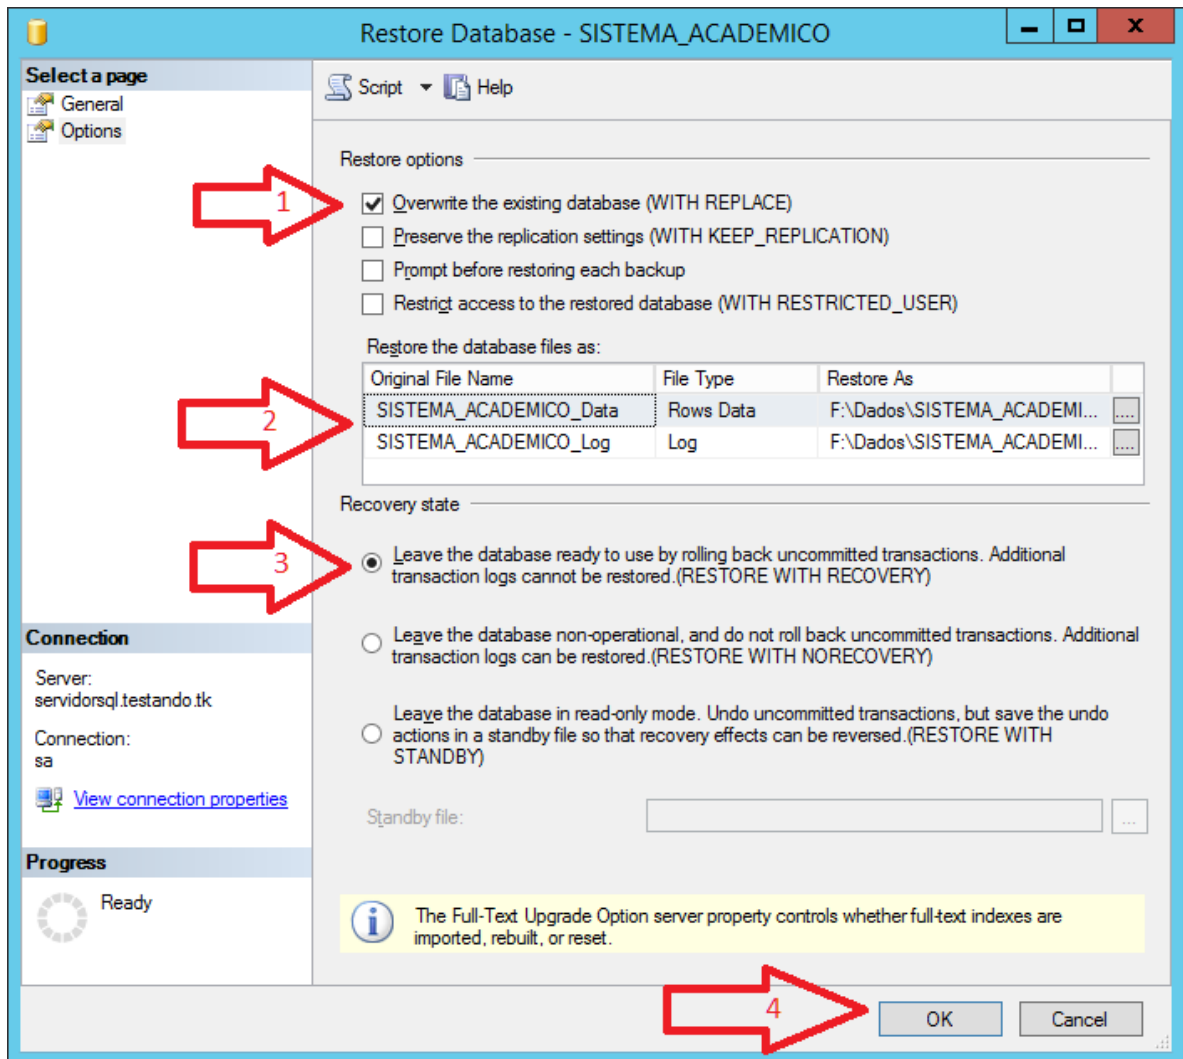 Restore Database - SISTEMA_ACADEMICO
x
Select a page
General
Options
Script
Help
Restore options
1
Overwrite the existing database (WITH REPLACE)
Preserve the replication settings (WITH KEEP_REPLICATION)
Prompt before restoring each backup
Restrict access to the restored database (WITH RESTRICTED_USER)
Restore the database files as:
Original File Name File Type Restore As
2
SISTEMA_ACADEMICO_Data Rows Data F:\Dados\SISTEMA_ACADEMI... ....
SISTEMA_ACADEMICO_Log Log F:\Dados\SISTEMA_ACADEMI... ....
Recovery state
3
Leave the database ready to use by rolling back uncommitted transactions. Additional
transaction logs cannot be restored.(RESTORE WITH RECOVERY)
Leave the database non-operational, and do not roll back uncommitted transactions. Additional
transaction logs can be restored.(RESTORE WITH NORECOVERY)
Leave the database in read-only mode. Undo uncommitted transactions, but save the undo
actions in a standby file so that recovery effects can be reversed.(RESTORE WITH
STANDBY)
Standby file:
...
Connection
Server:
servidorsql.testando.tk
Connection:
sa
View connection properties
Progress
Ready
The Full-Text Upgrade Option server property controls whether full-text indexes are
imported, rebuilt, or reset.
4
OK
Cancel